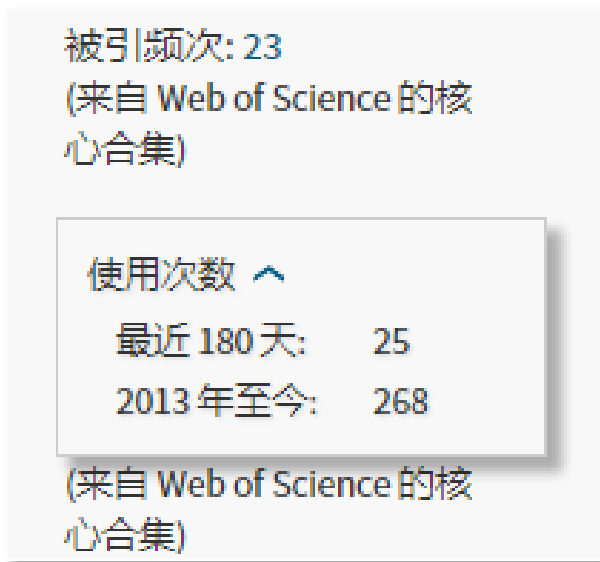 被引频次: 23
(来自 Web of Science 的核
心合集)
使用次数
最近 180 天: 25
2013 年至今: 268
(来自 Web of Science 的核
心合集)